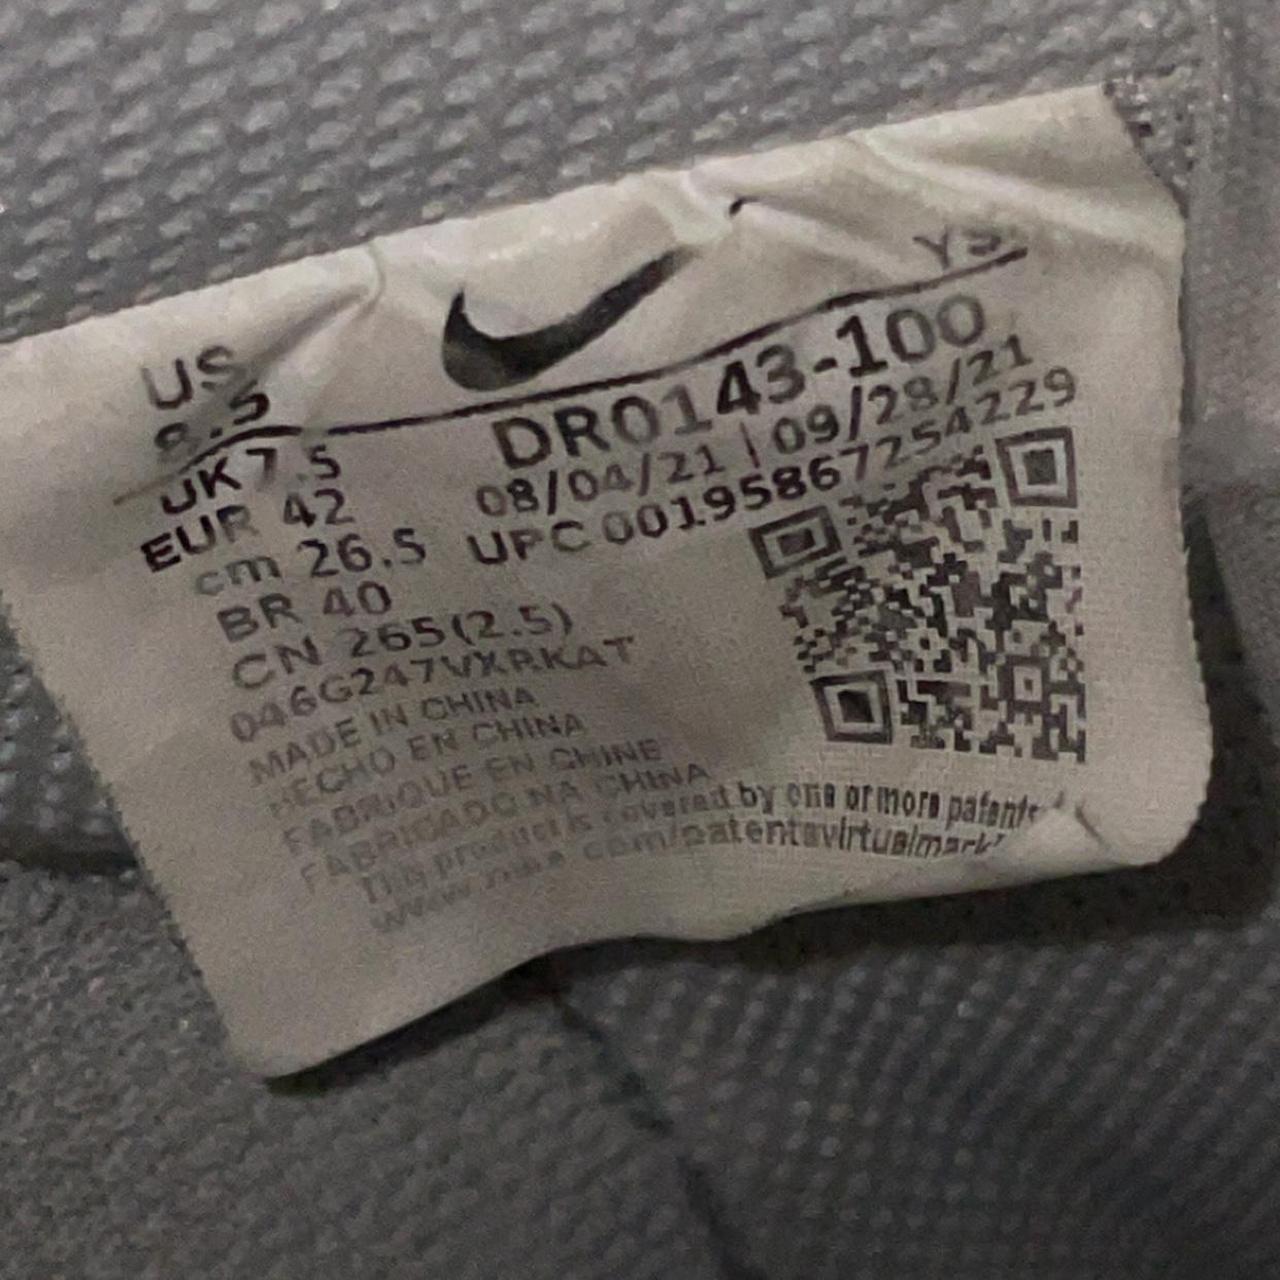 US
8.5
YS
UK 7.5
EUR 42
cm 26.5
BR 40
CN 265(2.5)
DR0143-100
08/04/21 | 09/28/21
UPC 00195867254229
046G247VXRKAT
MADE IN CHINA
HECHO EN CHINA
FABRIQUE EN CHINE
FABRICADO NA CHINA
This product is covered by one or more patents
www.nike.com/patentsvirtualmark